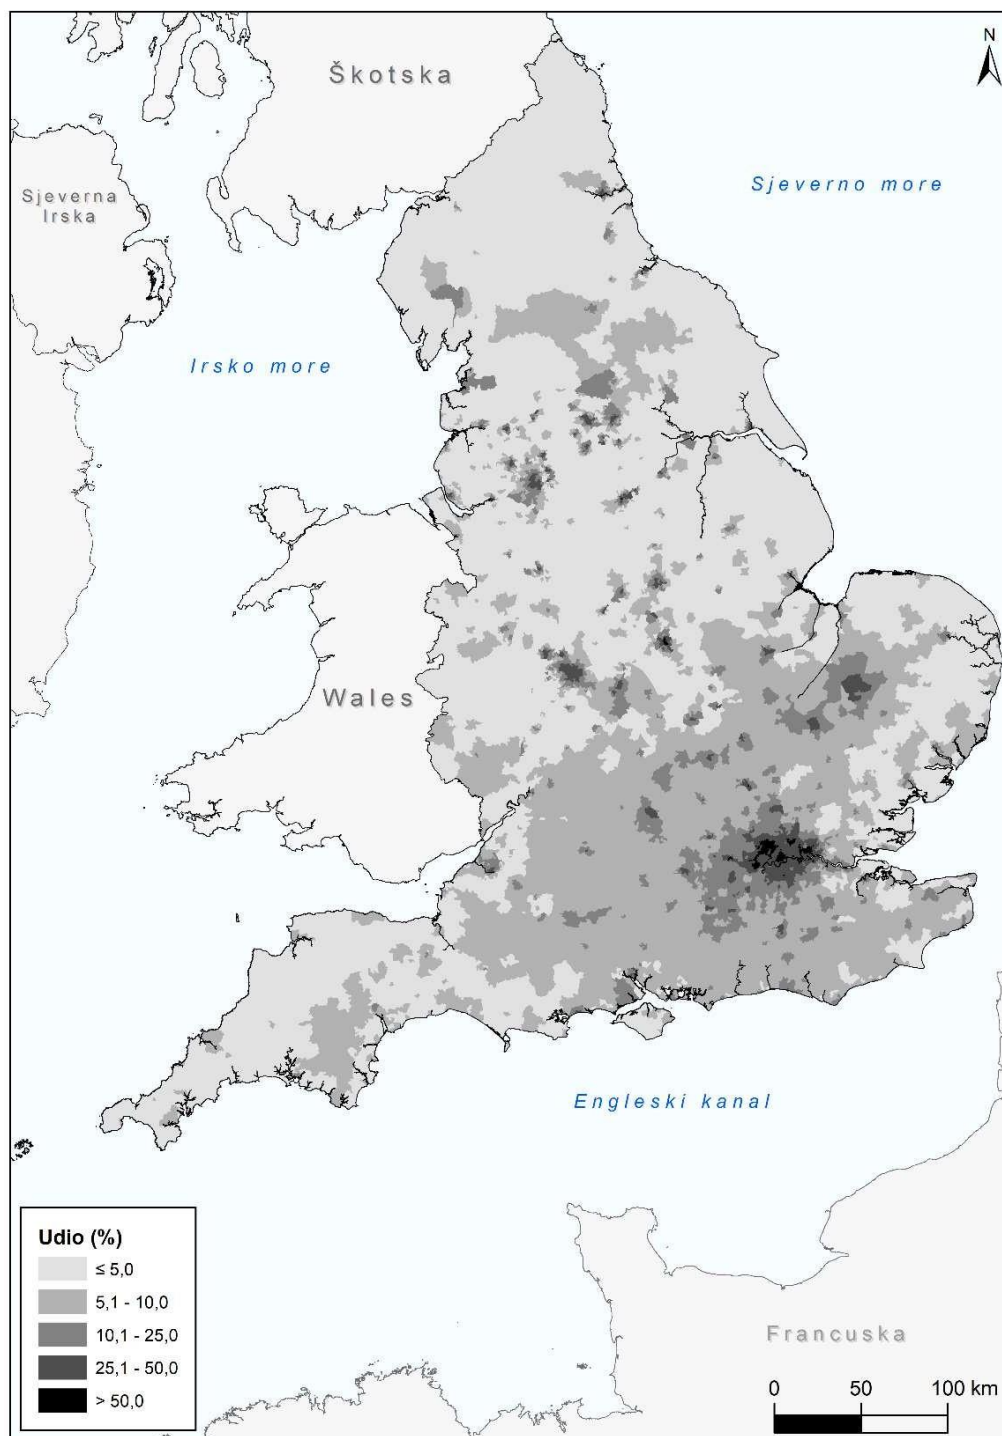 N
Škotska
Sjeverno more
Sjeverna
Irska
Irsko more
Wales
Engleski kanal
Francuska
Udio (%)
≤ 5,0
5,1 - 10,0
10,1 - 25,0
25,1 - 50,0
> 50,0
0 50 100 km